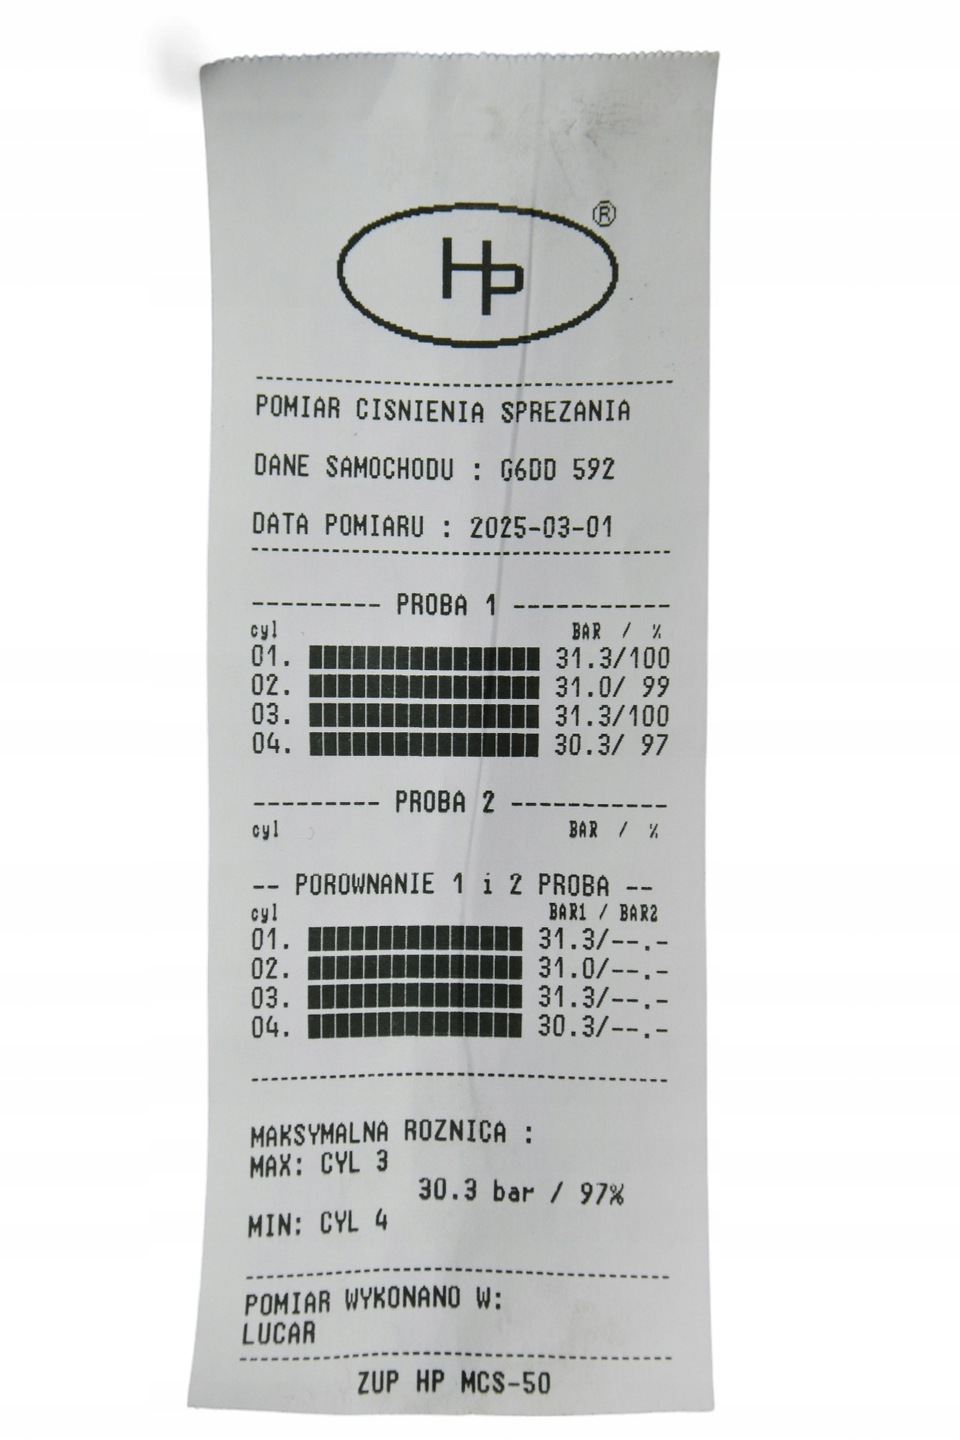 HP ®
POMIAR CISNIENIA SPREZANIA
DANE SAMOCHODU : G6DD 592
DATA POMIARU : 2025-03-01
--------- PROBA 1 -----------
cyl BAR / %
01. 31.3/100
02. 31.0/ 99
03. 31.3/100
04. 30.3/ 97
--------- PROBA 2 -----------
cyl BAR / %
-- POROWNANIE 1 i 2 PROBA --
cyl BAR1 / BAR2
01. 31.3/--.-
02. 31.0/--.-
03. 31.3/--.-
04. 30.3/--.-
MAKSYMALNA ROZNICA :
MAX: CYL 3
30.3 bar / 97%
MIN: CYL 4
POMIAR WYKONANO W:
LUCAR
ZUP HP MCS-50